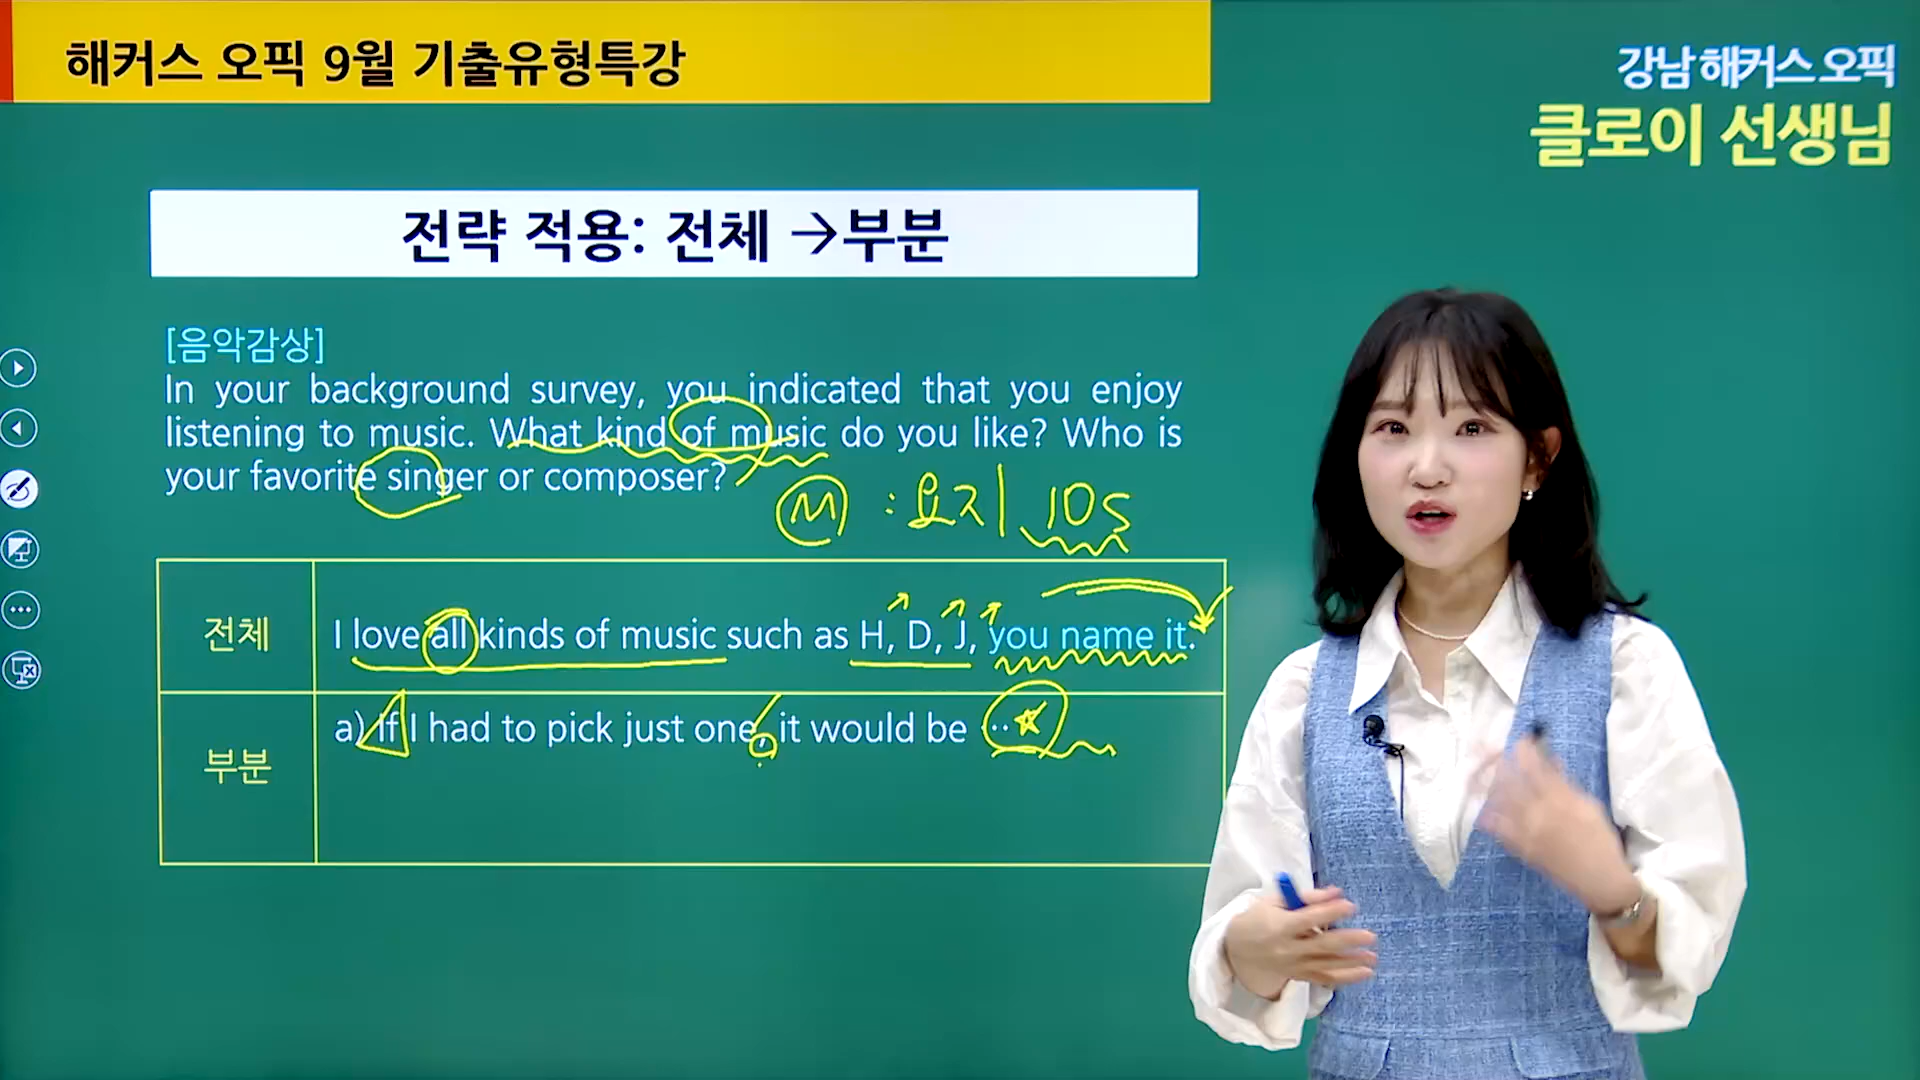 해커스 오픽 9월 기출유형특강
강남 해커스 오픽
클로이 선생님
전략 적용: 전체 →부분
[음악감상]
In your background survey, you indicated that you enjoy
listening to music. What kind of music do you like? Who is
your favorite singer or composer?
M : 요지 10s
전체
I love all kinds of music such as H, D, J, you name it.
부분
a) If I had to pick just one, it would be ...